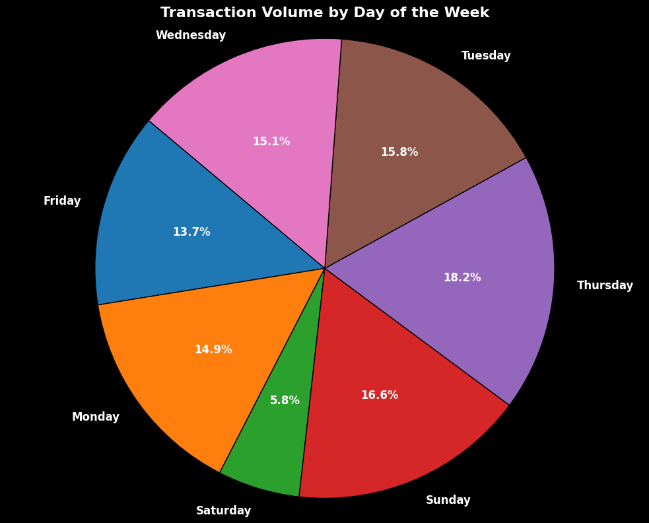 Transaction Volume by Day of the Week
Wednesday
Tuesday
15.1%
15.8%
Friday
13.7%
18.2%
Thursday
14.9%
5.8%
16.6%
Monday
Saturday
Sunday